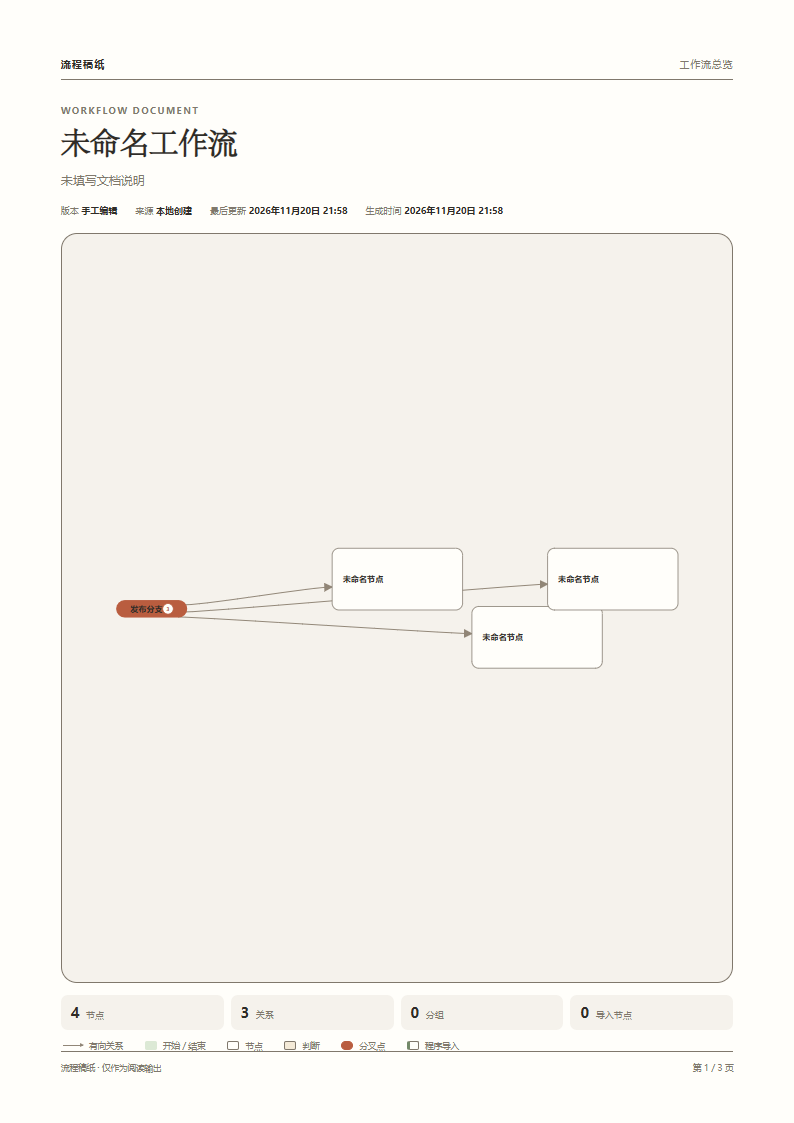 流程稿纸 工作流总览
WORKFLOW DOCUMENT
未命名工作流
未填写文档说明
版本 手工编辑 来源 本地创建 最后更新 2026年11月20日 21:58 生成时间 2026年11月20日 21:58
未命名节点 未命名节点
发布分支 3
未命名节点
4 节点 3 关系 0 分组 0 导入节点
有向关系 开始 / 结束 节点 判断 分叉点 程序导入
流程稿纸 · 仅作为阅读输出 第 1 / 3 页